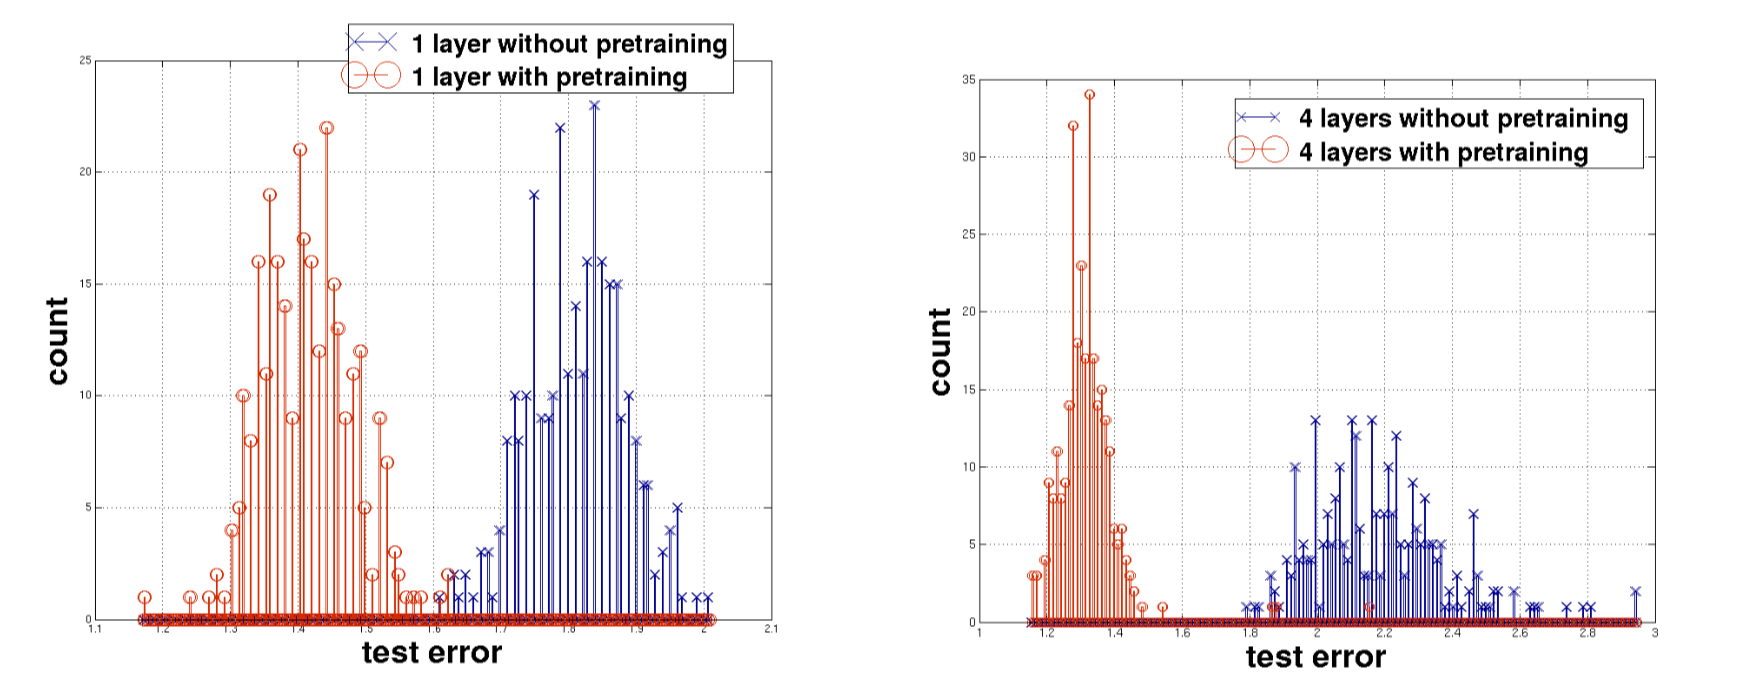 1 layer without pretraining
1 layer with pretraining
25
20
15
10
5
0
count
1.1 1.2 1.3 1.4 1.5 1.6 1.7 1.8 1.9 2 2.1
test error
4 layers without pretraining
4 layers with pretraining
35
30
25
20
15
10
5
0
count
1 1.2 1.4 1.6 1.8 2 2.2 2.4 2.6 2.8 3
test error